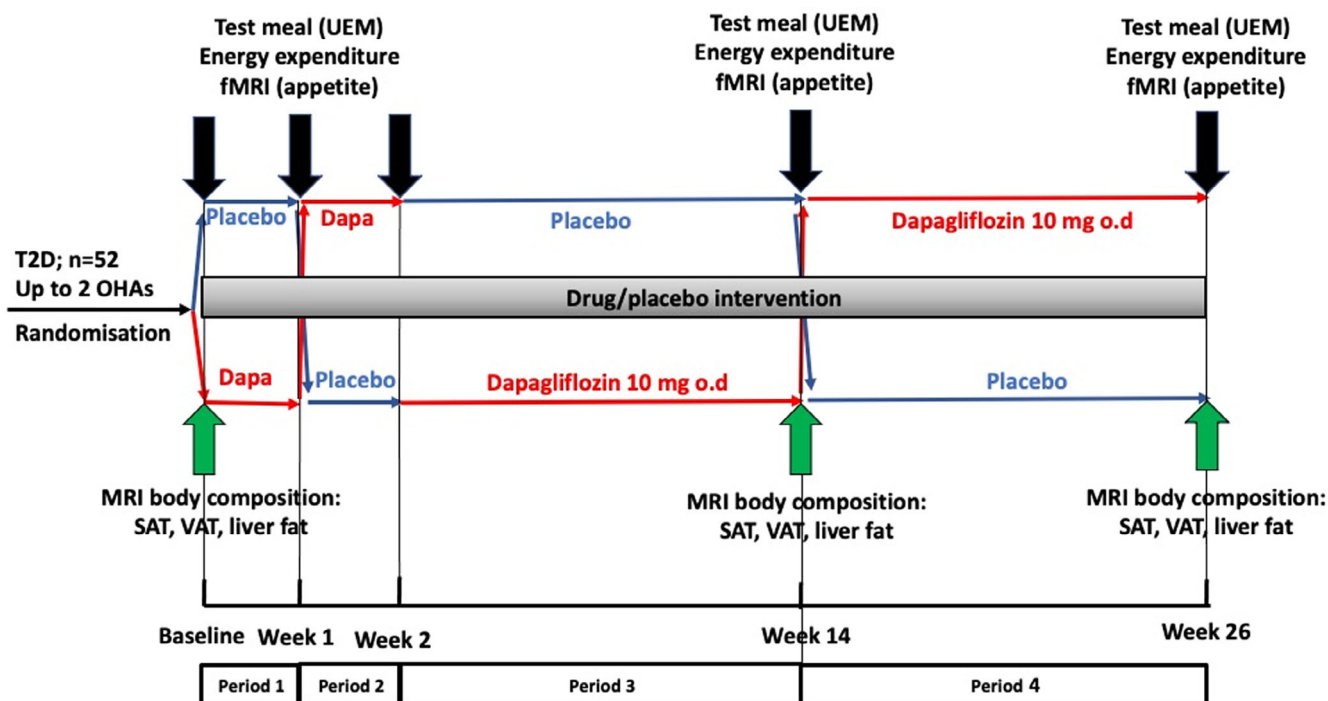 Test meal (UEM)
Energy expenditure
fMRI (appetite)
Test meal (UEM)
Energy expenditure
fMRI (appetite)
Test meal (UEM)
Energy expenditure
fMRI (appetite)
Placebo
Dapa
Placebo
Dapagliflozin 10 mg o.d
T2D; n=52
Up to 2 OHAs
Randomisation
Drug/placebo intervention
Dapa
Placebo
Dapagliflozin 10 mg o.d
Placebo
MRI body composition:
SAT, VAT, liver fat
MRI body composition:
SAT, VAT, liver fat
MRI body composition:
SAT, VAT, liver fat
Baseline
Week 1
Week 2
Week 14
Week 26
Period 1
Period 2
Period 3
Period 4